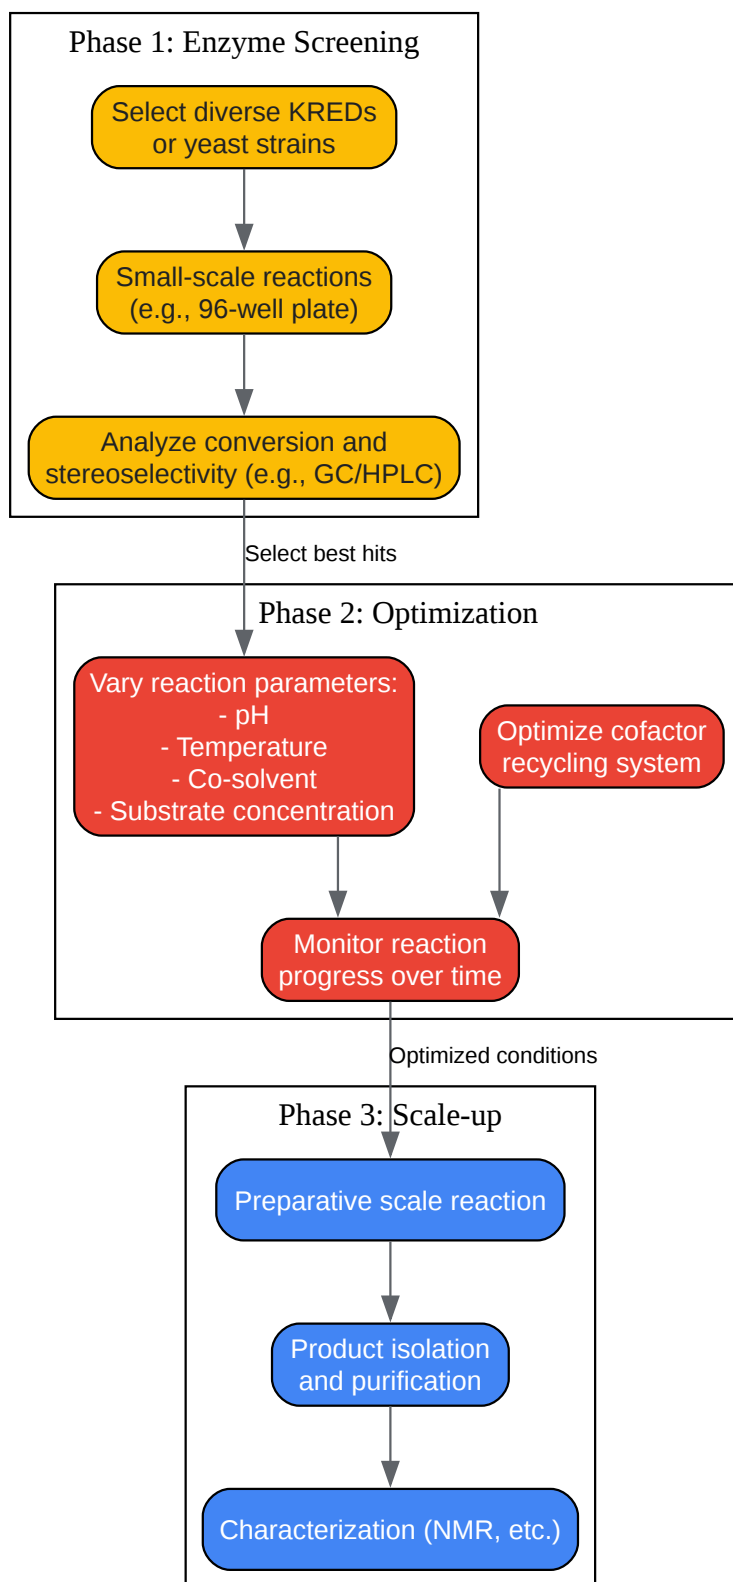 Phase 1: Enzyme Screening
Select diverse KREDs
or yeast strains
Small-scale reactions
(e.g., 96-well plate)
Analyze conversion and
stereoselectivity (e.g., GC/HPLC)
Select best hits
Phase 2: Optimization
Vary reaction parameters:
- pH
- Temperature
- Co-solvent
- Substrate concentration
Optimize cofactor
recycling system
Monitor reaction
progress over time
Optimized conditions
Phase 3: Scale-up
Preparative scale reaction
Product isolation
and purification
Characterization (NMR, etc.)